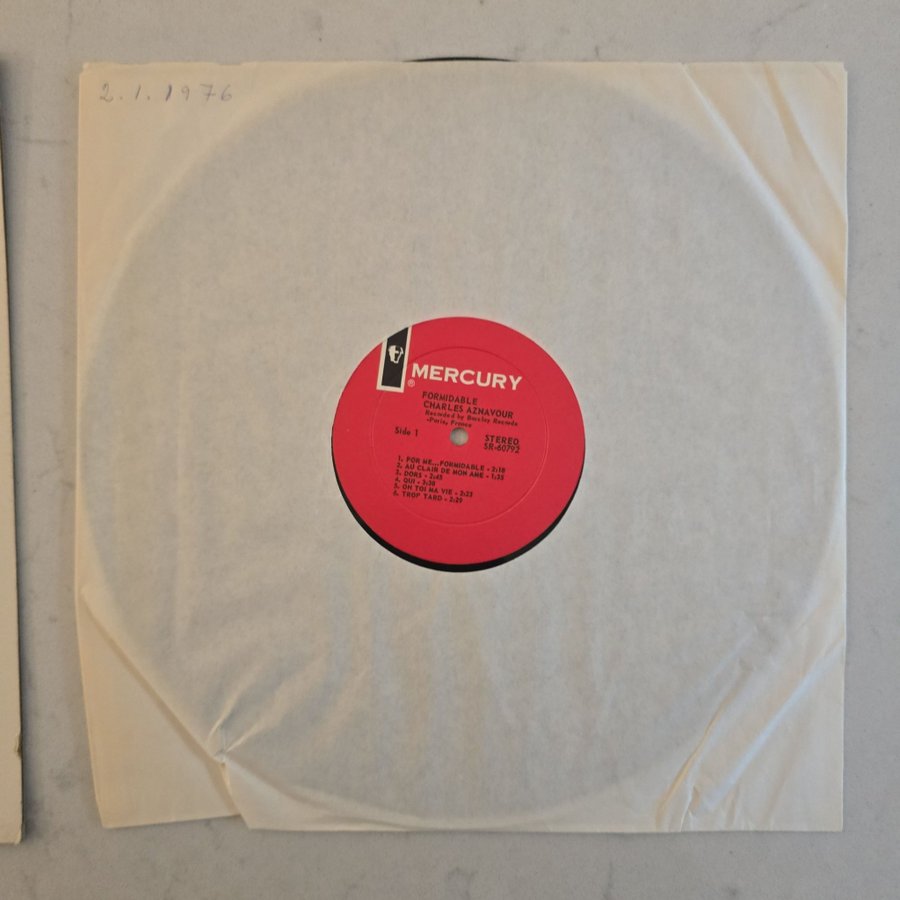 2.1.1976
MERCURY
®
FORMIDABLE
CHARLES AZNAVOUR
Recorded by Barclay Records
-Paris, France
Side 1
STEREO
SR-60792
1. FOR ME...FORMIDABLE - 2:18
2. AU CLAIR DE MON AME - 1:35
3. DORS - 2:45
4. QUI - 3:38
5. OH TOI MA VIE - 2:22
6. TROP TARD - 2:29